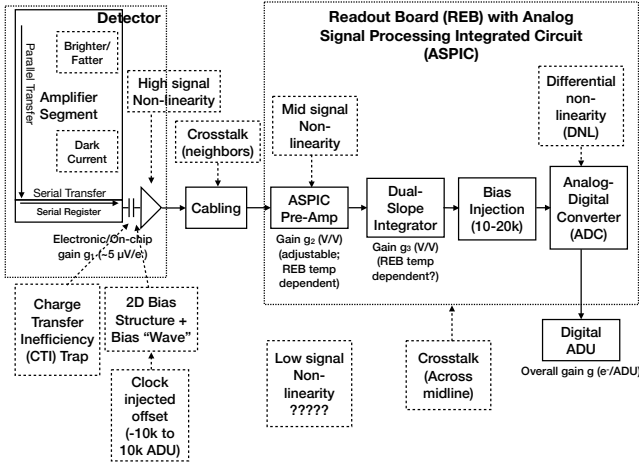 Detector
Readout Board (REB) with Analog
Signal Processing Integrated Circuit
(ASPIC)
Parallel Transfer
Brighter/
Fatter
Amplifier
Segment
Dark
Current
Serial Transfer
Serial Register
High signal
Non-linearity
Electronic/On-chip
gain g₁ (~5 μV/e⁻)
Crosstalk
(neighbors)
Cabling
Mid signal
Non-
linearity
ASPIC
Pre-Amp
Gain g₂ (V/V)
(adjustable;
REB temp
dependent)
Dual-
Slope
Integrator
Gain g₃ (V/V)
(REB temp
dependent?)
Bias
Injection
(10-20k)
Differential
non-
linearity
(DNL)
Analog-
Digital
Converter
(ADC)
Charge
Transfer
Inefficiency
(CTI) Trap
2D Bias
Structure +
Bias “Wave”
Clock
injected
offset
(-10k to
10k ADU)
Low signal
Non-
linearity
?????
Crosstalk
(Across
midline)
Digital
ADU
Overall gain g (e⁻/ADU)